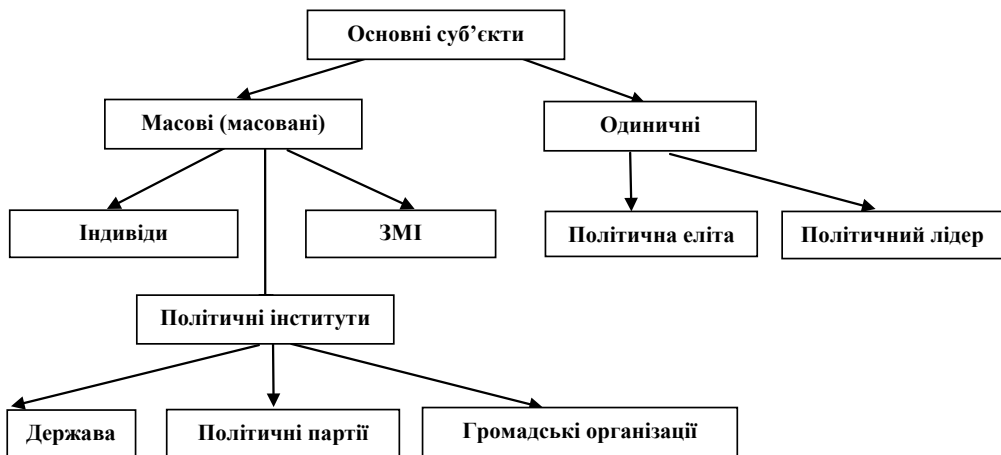 Основні суб’єкти
Масові (масовані)
Одиничні
Індивіди
ЗМІ
Політична еліта
Політичний лідер
Політичні інститути
Держава
Політичні партії
Громадські організації